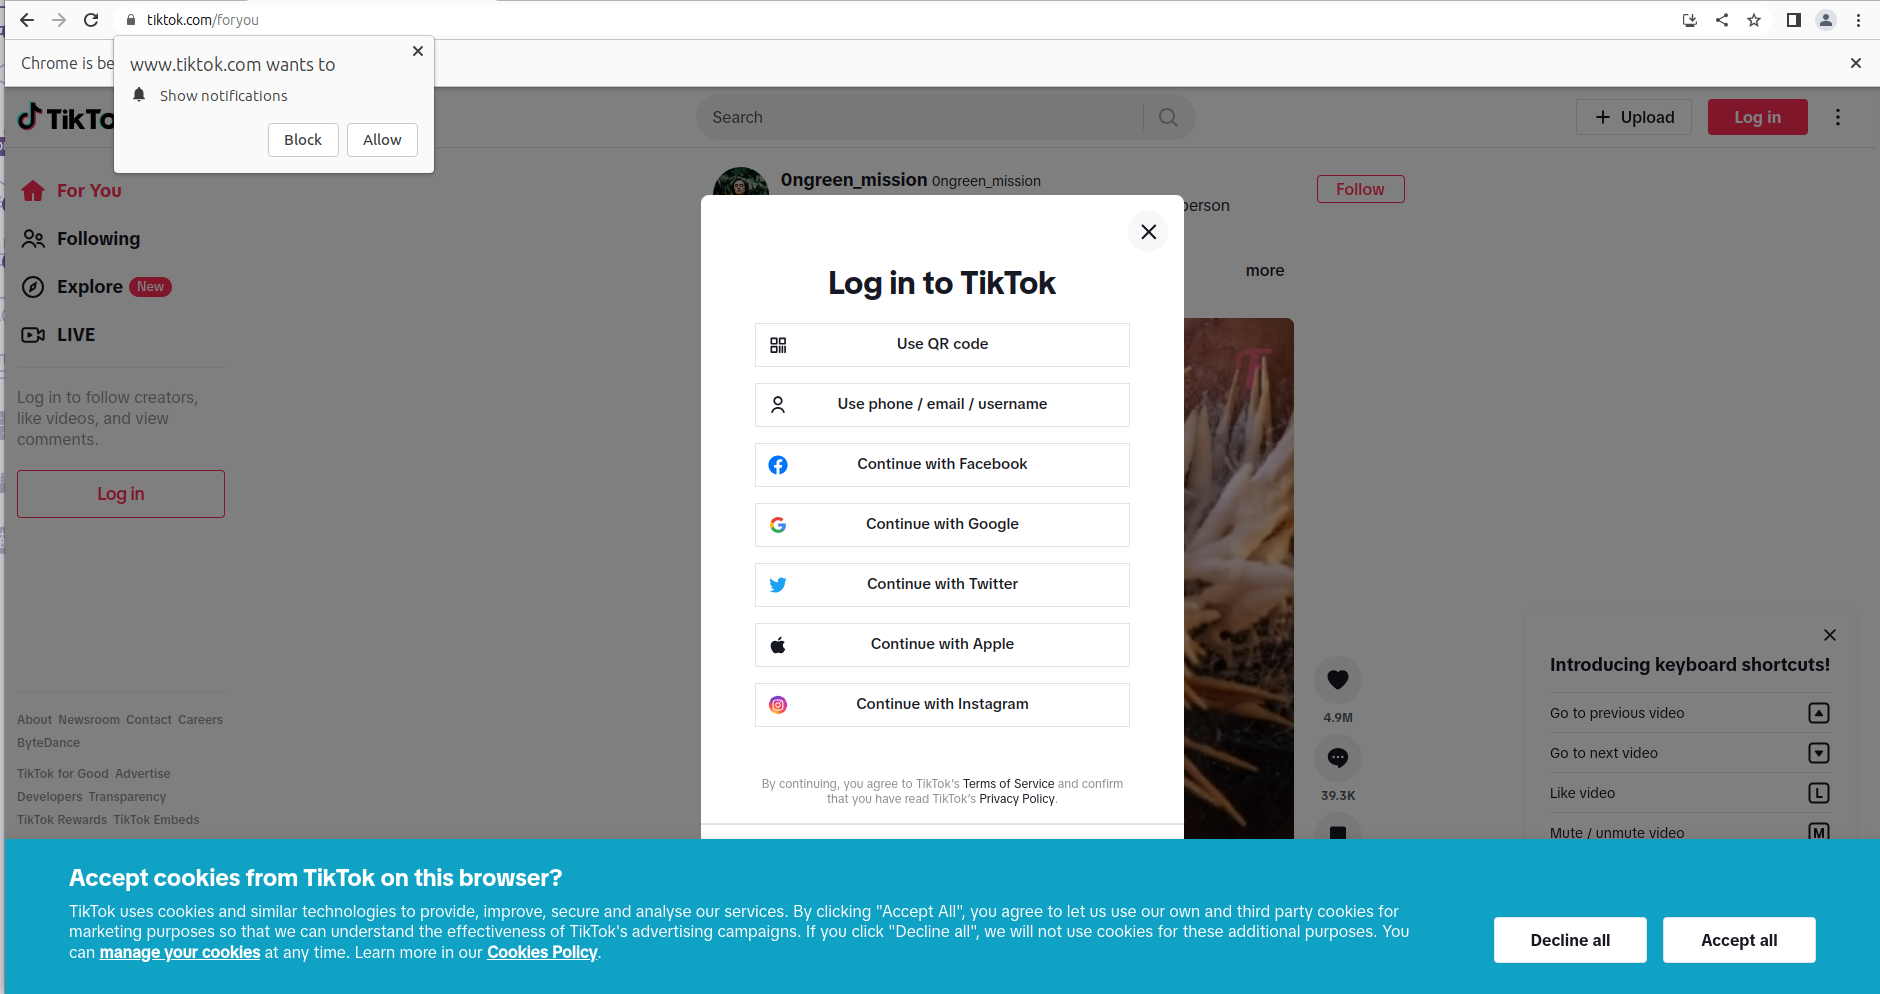 tiktok.com/foryou
Chrome is be
www.tiktok.com wants to
Show notifications
Block
Allow
TikTo
Search
Upload
Log in
For You
Following
Explore New
LIVE
Log in to follow creators,
like videos, and view
comments.
Log in
About Newsroom Contact Careers
ByteDance
TikTok for Good Advertise
Developers Transparency
TikTok Rewards TikTok Embeds
0ngreen_mission 0ngreen_mission
Follow
person
more
Log in to TikTok
Use QR code
Use phone / email / username
Continue with Facebook
Continue with Google
Continue with Twitter
Continue with Apple
Continue with Instagram
By continuing, you agree to TikTok's Terms of Service and confirm
that you have read TikTok's Privacy Policy.
4.9M
39.3K
Introducing keyboard shortcuts!
Go to previous video
Go to next video
Like video L
Mute / unmute video M
Accept cookies from TikTok on this browser?
TikTok uses cookies and similar technologies to provide, improve, secure and analyse our services. By clicking "Accept All", you agree to let us use our own and third party cookies for
marketing purposes so that we can understand the effectiveness of TikTok's advertising campaigns. If you click "Decline all", we will not use cookies for these additional purposes. You
can manage your cookies at any time. Learn more in our Cookies Policy.
Decline all
Accept all